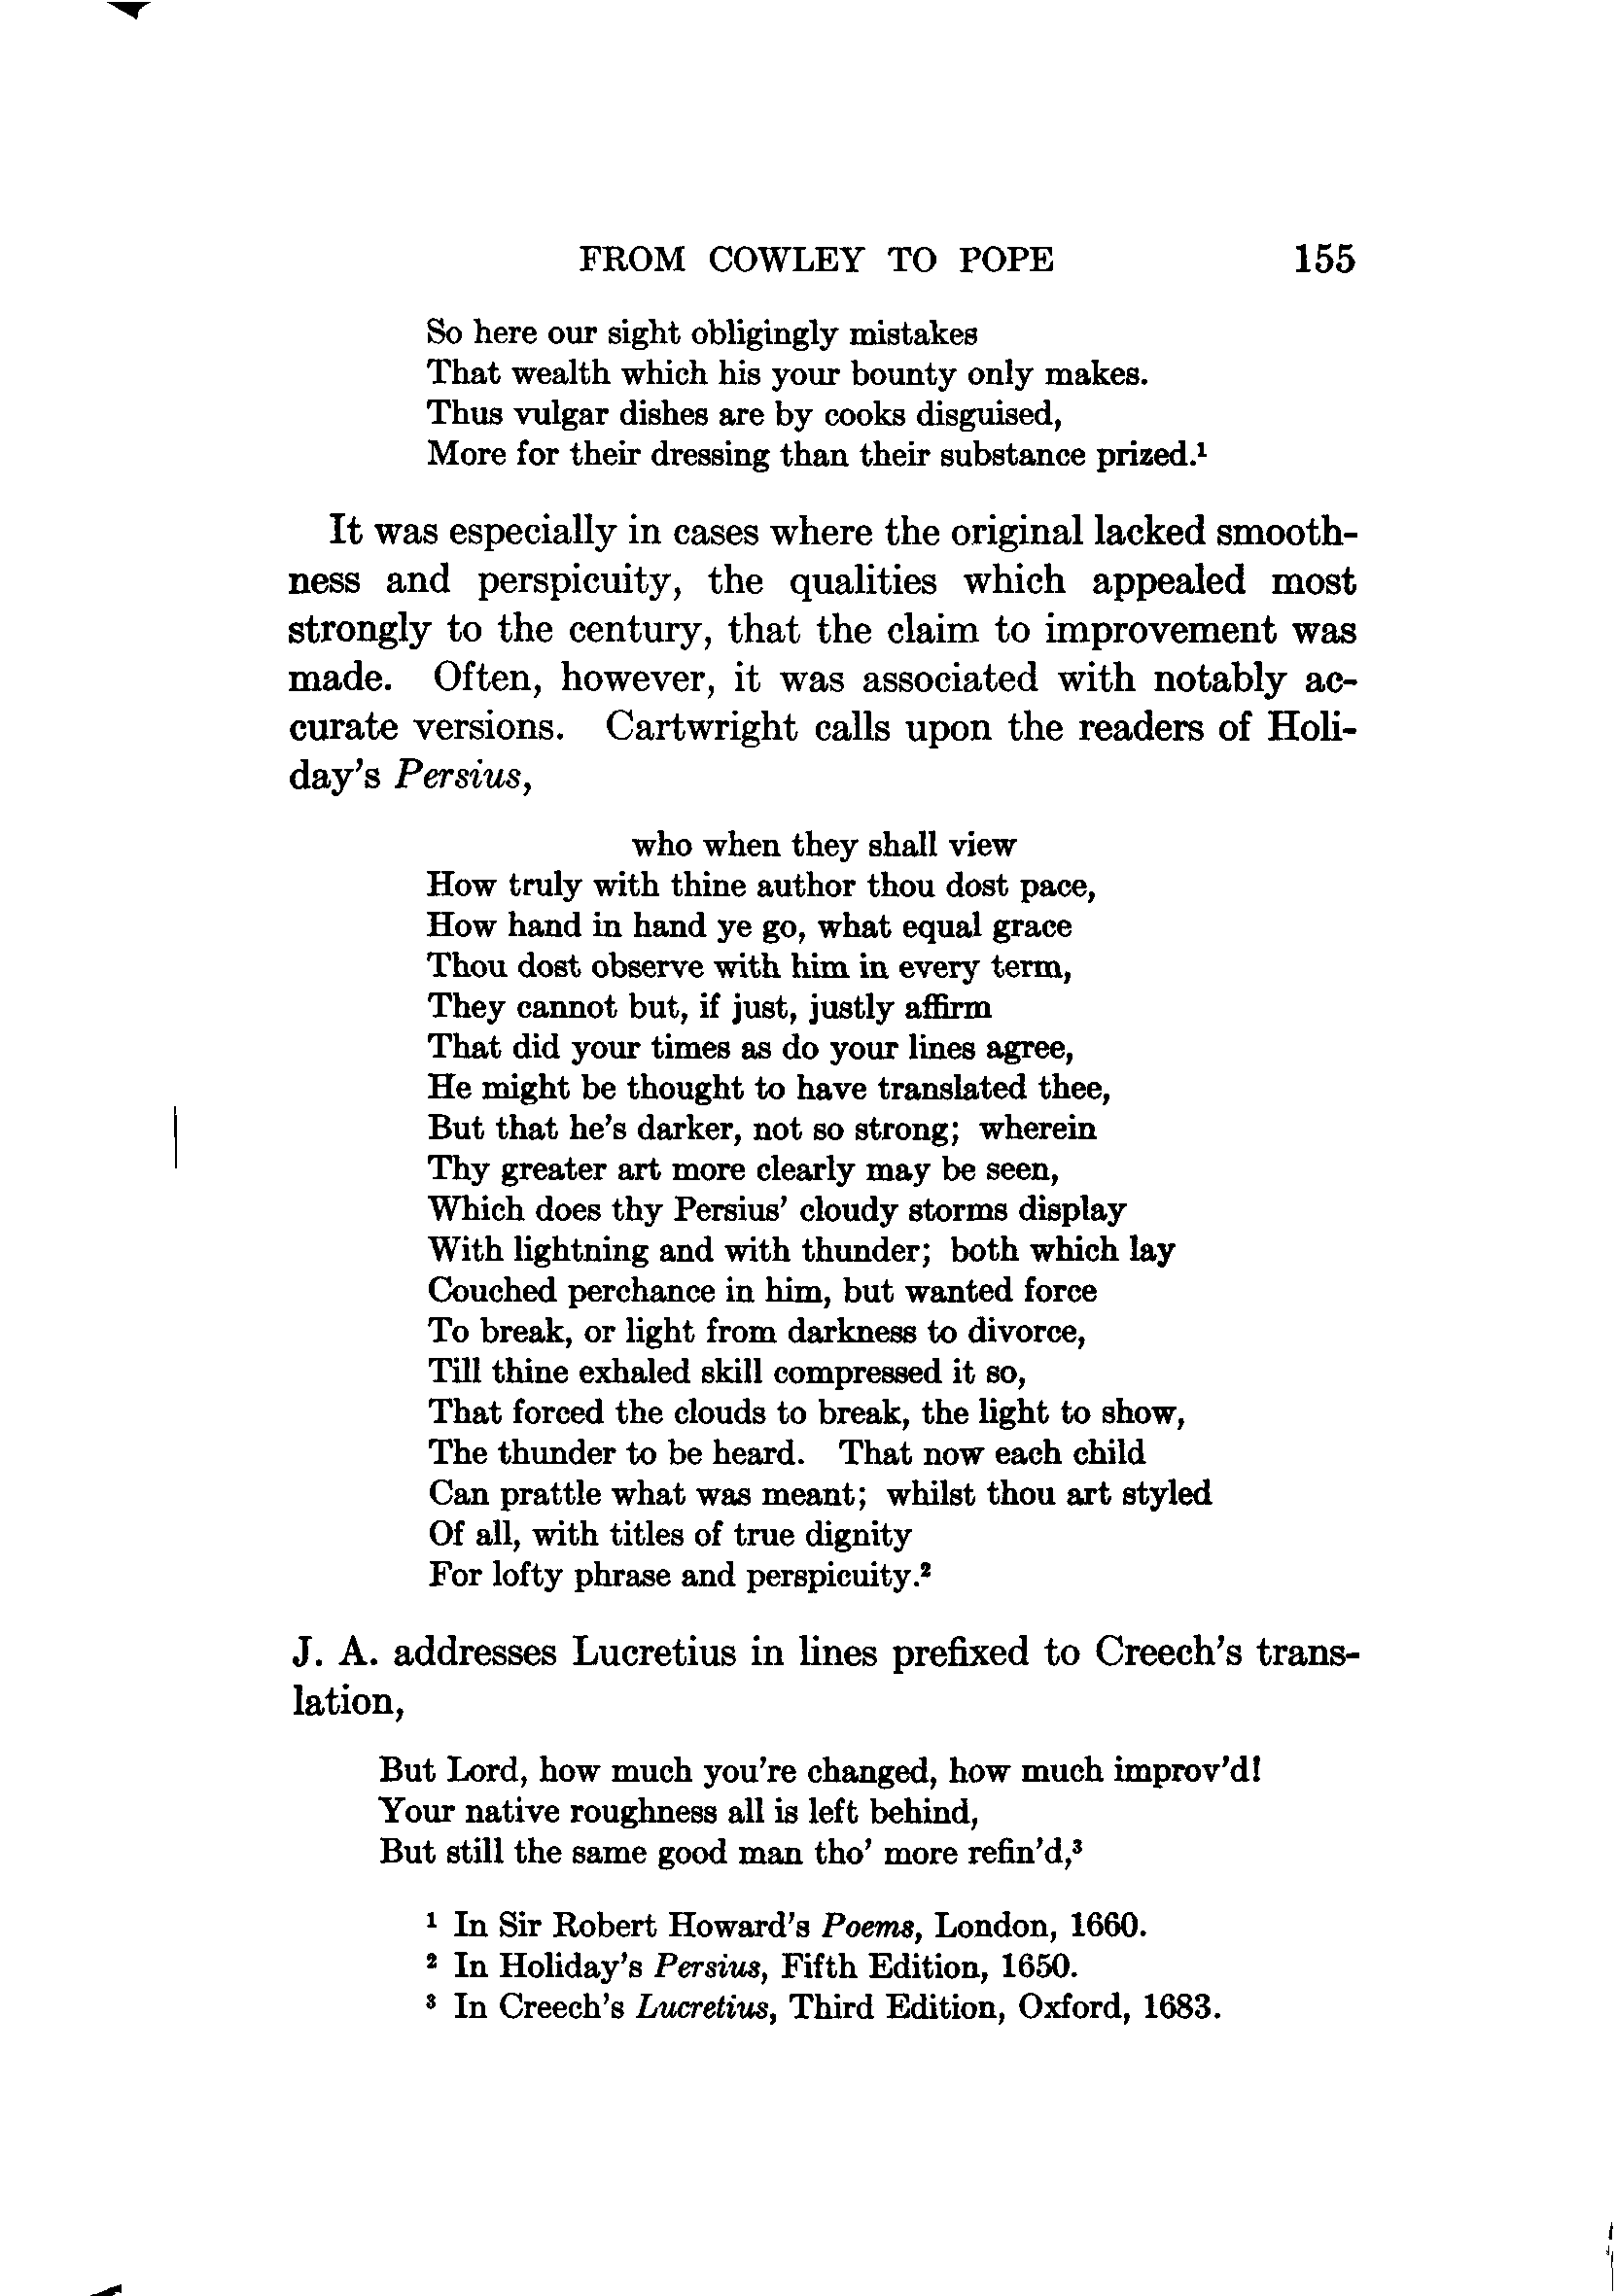 FROM COWLEY TO POPE 155
So here our sight obligingly mistakes
That wealth which his your bounty only makes.
Thus vulgar dishes are by cooks disguised,
More for their dressing than their substance prized.¹
It was especially in cases where the original lacked smooth-
ness and perspicuity, the qualities which appealed most
strongly to the century, that the claim to improvement was
made. Often, however, it was associated with notably ac-
curate versions. Cartwright calls upon the readers of Holi-
day's Persius,
who when they shall view
How truly with thine author thou dost pace,
How hand in hand ye go, what equal grace
Thou dost observe with him in every term,
They cannot but, if just, justly affirm
That did your times as do your lines agree,
He might be thought to have translated thee,
But that he's darker, not so strong; wherein
Thy greater art more clearly may be seen,
Which does thy Persius' cloudy storms display
With lightning and with thunder; both which lay
Couched perchance in him, but wanted force
To break, or light from darkness to divorce,
Till thine exhaled skill compressed it so,
That forced the clouds to break, the light to show,
The thunder to be heard. That now each child
Can prattle what was meant; whilst thou art styled
Of all, with titles of true dignity
For lofty phrase and perspicuity.²
J. A. addresses Lucretius in lines prefixed to Creech's trans-
lation,
But Lord, how much you're changed, how much improv'd!
Your native roughness all is left behind,
But still the same good man tho' more refin'd,³
¹ In Sir Robert Howard's Poems, London, 1660.
² In Holiday's Persius, Fifth Edition, 1650.
³ In Creech's Lucretius, Third Edition, Oxford, 1683.